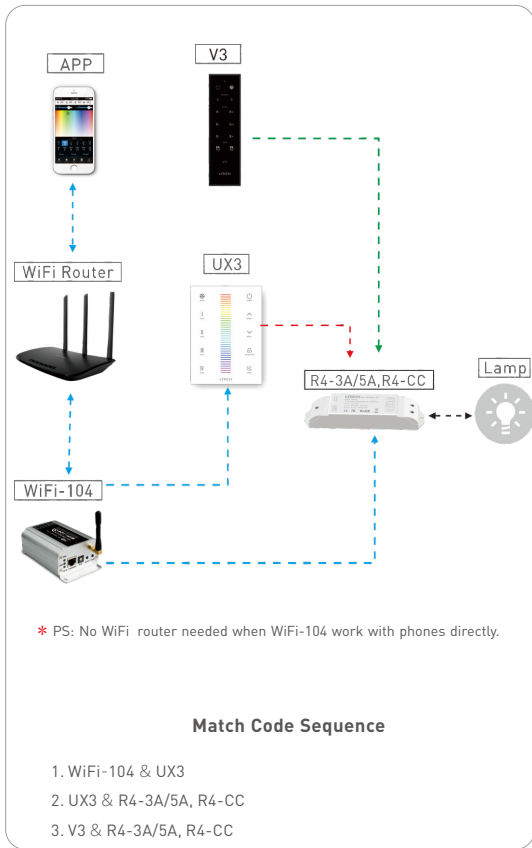 APP
V3
WiFi Router
UX3
R4-3A/5A,R4-CC
Lamp
LTECH
LTECH
WiFi-104
* PS: No WiFi router needed when WiFi-104 work with phones directly.
Match Code Sequence
1. WiFi-104 & UX3
2. UX3 & R4-3A/5A, R4-CC
3. V3 & R4-3A/5A, R4-CC